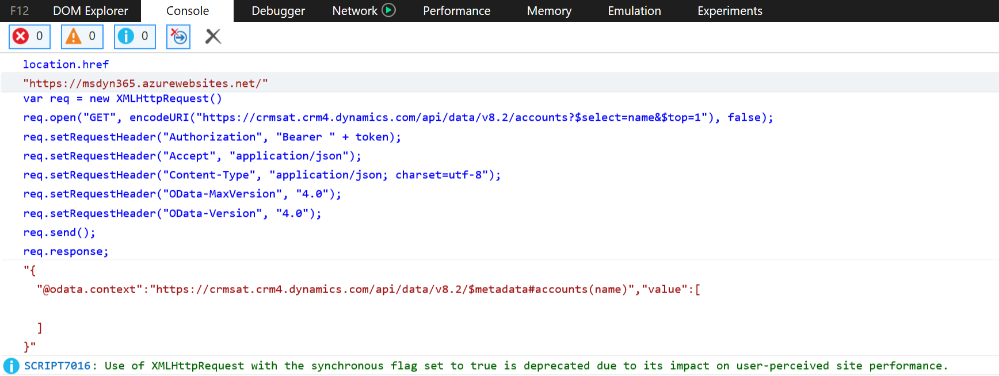 F12 DOM Explorer Console Debugger Network Performance Memory Emulation Experiments
0 0 0
location.href
"https://msdyn365.azurewebsites.net/"
var req = new XMLHttpRequest()
req.open("GET", encodeURI("https://crmsat.crm4.dynamics.com/api/data/v8.2/accounts?$select=name&$top=1"), false);
req.setRequestHeader("Authorization", "Bearer " + token);
req.setRequestHeader("Accept", "application/json");
req.setRequestHeader("Content-Type", "application/json; charset=utf-8");
req.setRequestHeader("OData-MaxVersion", "4.0");
req.setRequestHeader("OData-Version", "4.0");
req.send();
req.response;
"{
"@odata.context":"https://crmsat.crm4.dynamics.com/api/data/v8.2/$metadata#accounts(name)","value":[
]
}"
SCRIPT7016: Use of XMLHttpRequest with the synchronous flag set to true is deprecated due to its impact on user-perceived site performance.